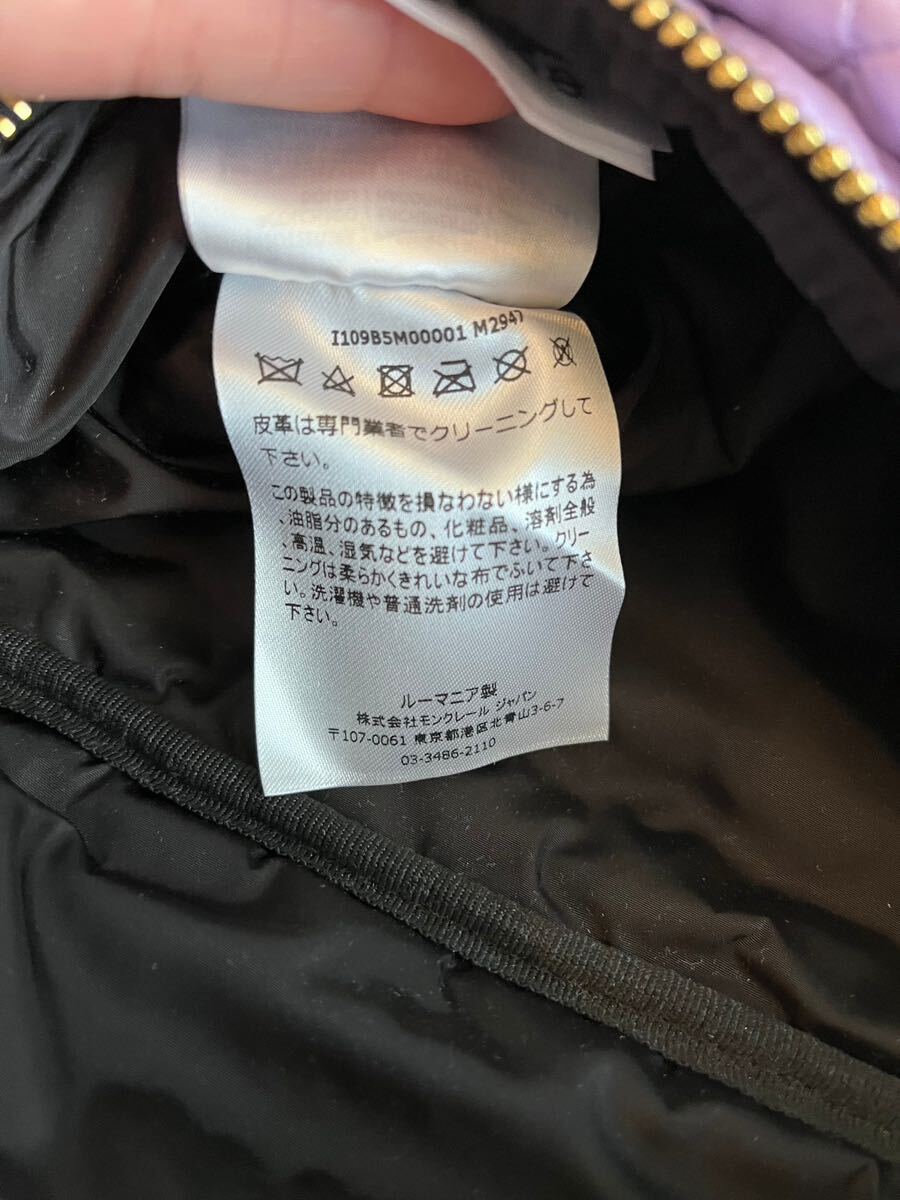 I109B5M00001 M2947
皮革は専門業者でクリーニングして
下さい。
この製品の特徴を損なわない様にする為
、油脂分のあるもの、化粧品、溶剤全般
、高温、湿気などを避けて下さい。クリー
ニングは柔らかくきれいな布でふいて下さ
い。洗濯機や普通洗剤の使用は避けて
下さい。
ルーマニア製
株式会社モンクレール ジャパン
〒107-0061 東京都港区北青山3-6-7
03-3486-2110